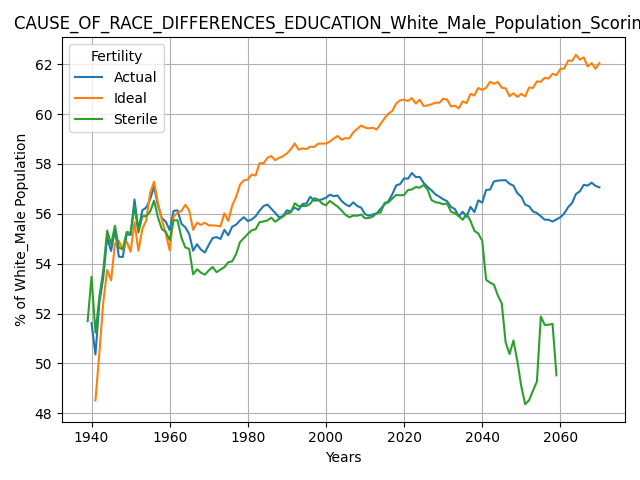 CAUSE_OF_RACE_DIFFERENCES_EDUCATION_White_Male_Population_Scorin
Fertility
Actual
Ideal
Sterile
% of White_Male Population
62
60
58
56
54
52
50
48
1940 1960 1980 2000 2020 2040 2060
Years